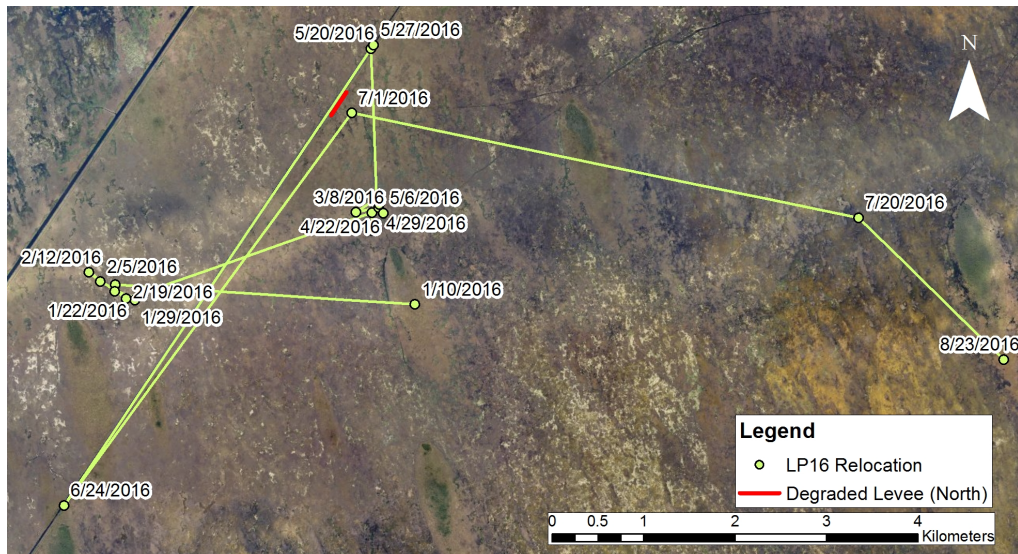 5/20/2016 5/27/2016
N
7/1/2016
3/8/2016 5/6/2016
7/20/2016
4/22/2016 4/29/2016
2/12/2016 2/5/2016
2/19/2016 1/10/2016
1/22/2016 1/29/2016
8/23/2016
Legend
LP16 Relocation
6/24/2016
Degraded Levee (North)
0 0.5 1 2 3 4
Kilometers